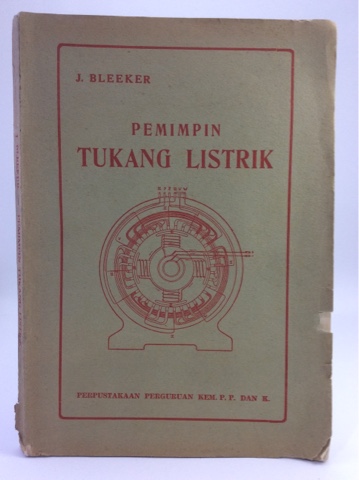 J. BLEEKER
PEMIMPIN
TUKANG LISTRIK
PERPUSTAKAAN PERGURUAN KEM. P. P. DAN K.